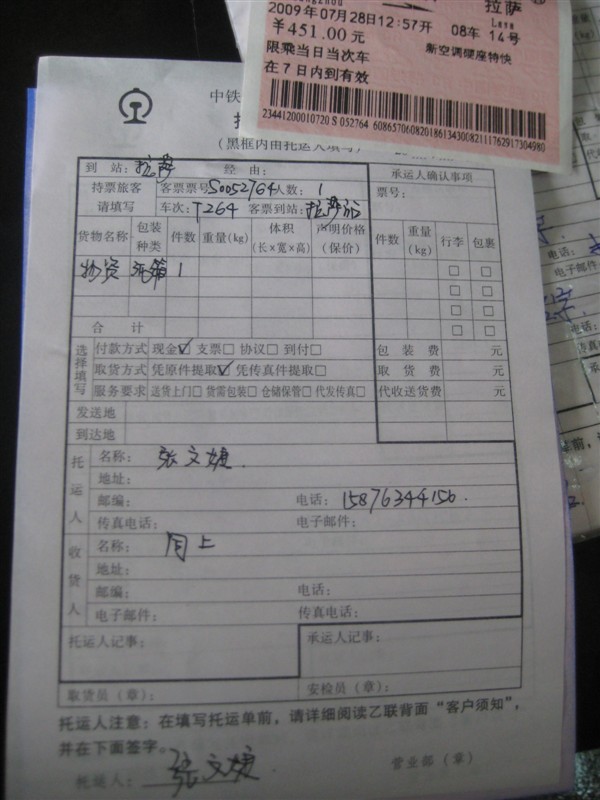 拉萨
Lasa
2009年07月28日12:57开 08车 14号
¥451.00元 新空调硬座特快
限乘当日当次车
在7日内到有效
23441200010720 S 052764 60865706082018613430082111762917304980
中铁
(黑框内由托运人填写)
到站: 拉萨 经由: 承运人确认事项
持票旅客 客票票号 S0052764 人数: 1 票号:
请填写 车次: T264 客票到站: 拉萨
货物名称 包装种类 件数 重量(kg) 体积(长×宽×高) 声明价格(保价) 件数 重量(kg) 行李 包裹
物资 纸箱 1
合计
选择填写 付款方式 现金☑ 支票□ 协议□ 到付□ 包装费 元
取货方式 凭原件提取☑ 凭传真件提取□ 取货费 元
服务要求 送货上门□ 货需包装□ 仓储保管□ 代发传真□ 代收送货费 元
发送地
到达地
托运人 名称: 张文婕
地址:
邮编: 电话: 15876344156
传真电话: 电子邮件:
收货人 名称: 同上
地址:
邮编: 电话:
电子邮件: 传真电话:
托运人记事: 承运人记事:
取货员(章): 安检员(章):
托运人注意: 在填写托运单前, 请详细阅读乙联背面“客户须知”,
并在下面签字。
托运人: 张文婕 营业部(章)
电话:
电子邮件
电话: